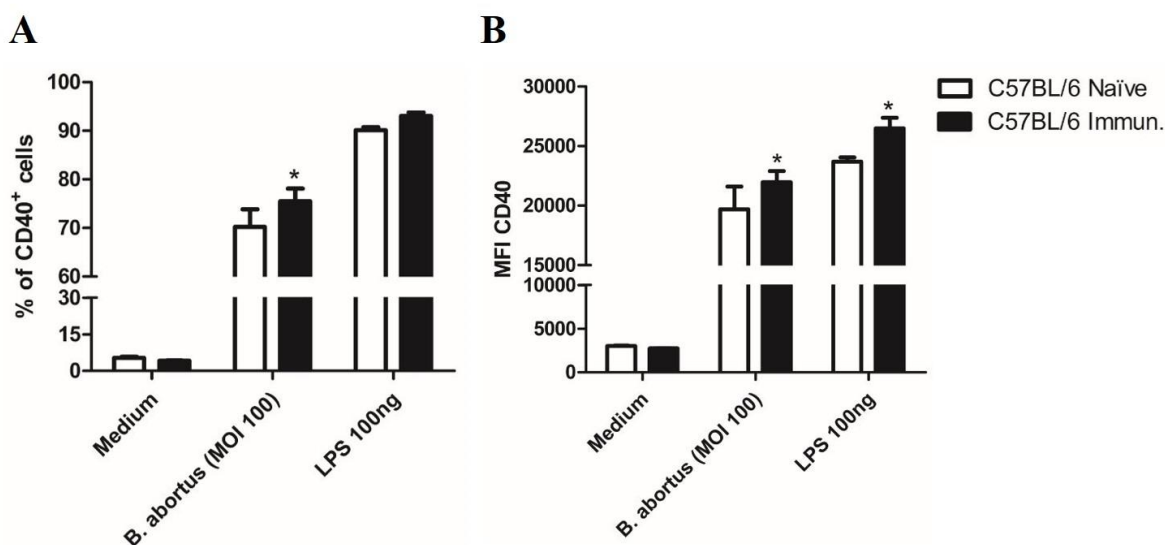 A
% of CD40+ cells
100
90
80
70
60
30
15
0
*
Medium
B. abortus (MOI 100)
LPS 100ng
B
MFI CD40
30000
25000
20000
15000
10000
5000
0
*
*
Medium
B. abortus (MOI 100)
LPS 100ng
C57BL/6 Naïve
C57BL/6 Immun.